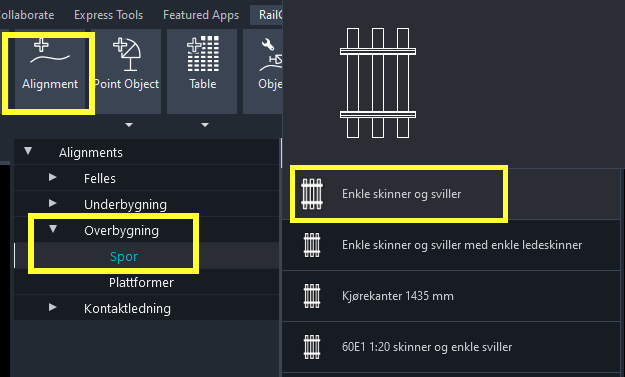 Collaborate Express Tools Featured Apps RailC
Alignment Point Object Table Obje
Alignments
Felles
Underbygning
Overbygning
Spor
Plattformer
Kontaktledning
Enkle skinner og sviller
Enkle skinner og sviller med enkle ledeskinner
Kjørekanter 1435 mm
60E1 1:20 skinner og enkle sviller